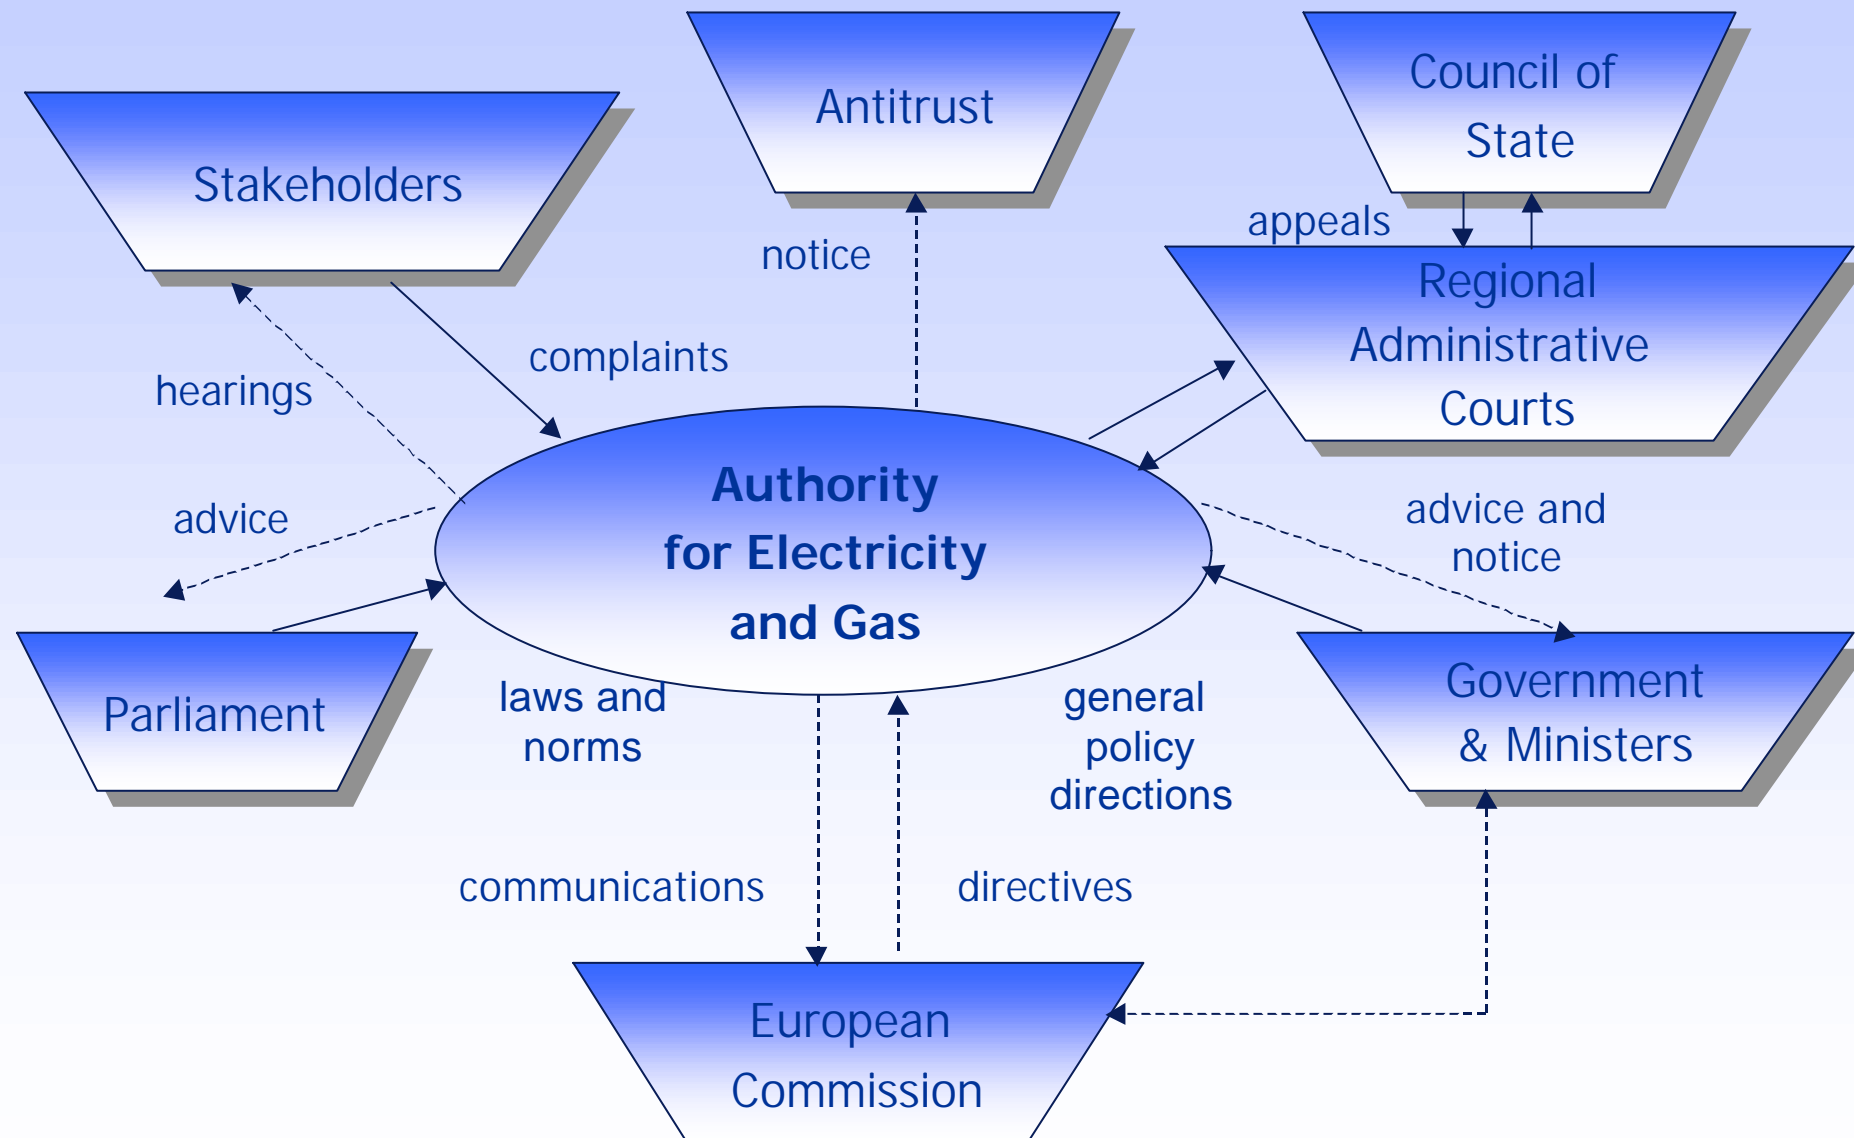 Antitrust
Council of
State
Stakeholders
appeals
notice
Regional
Administrative
Courts
complaints
hearings
Authority
for Electricity
and Gas
advice
advice and
notice
Parliament
laws and
norms
general
policy
directions
Government
& Ministers
communications
directives
European
Commission